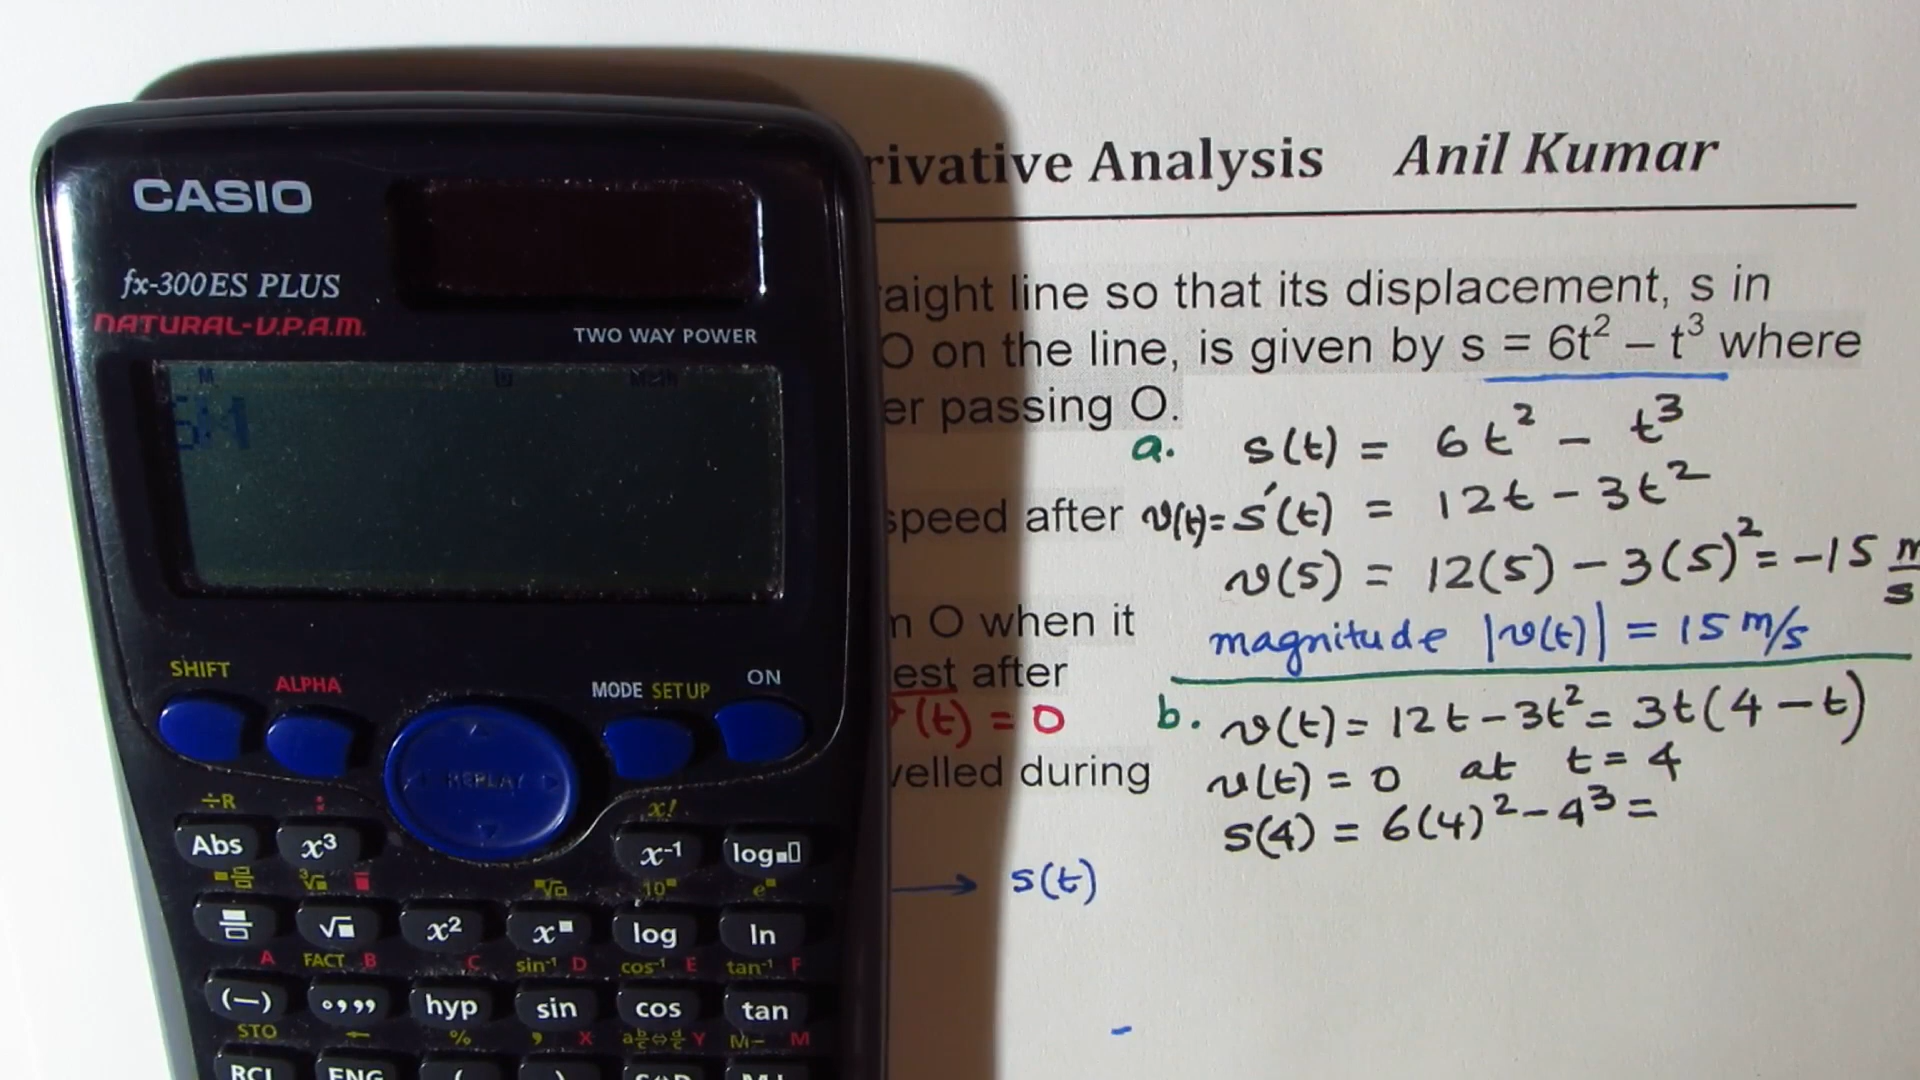 rivative Analysis Anil Kumar
aight line so that its displacement, s in
O on the line, is given by s = 6t² – t³ where
er passing O.
a. s(t) = 6t² – t³
speed after v(t)= s′(t) = 12t – 3t²
v(5) = 12(5) – 3(5)² = –15 m/s
m O when it
magnitude |v(t)| = 15 m/s
est after
(t) = 0
b. v(t) = 12t – 3t² = 3t(4 – t)
velled during
v(t) = 0 at t = 4
s(4) = 6(4)² – 4³ =
s(t)
CASIO
fx-300ES PLUS
NATURAL-V.P.A.M.
TWO WAY POWER
M Math
SHIFT ALPHA MODE SETUP ON
REPLAY
÷R : x!
Abs x³ x⁻¹ log▪▯
³√▪ ▪√▯ 10▪ e▪
√▪ x² x▪ log ln
A FACT B C sin⁻¹ D cos⁻¹ E tan⁻¹ F
(−) °,,, hyp sin cos tan
STO ← % , X a b/c⇔d/c Y M− M
RCL ENG ( ) S⇔D M+